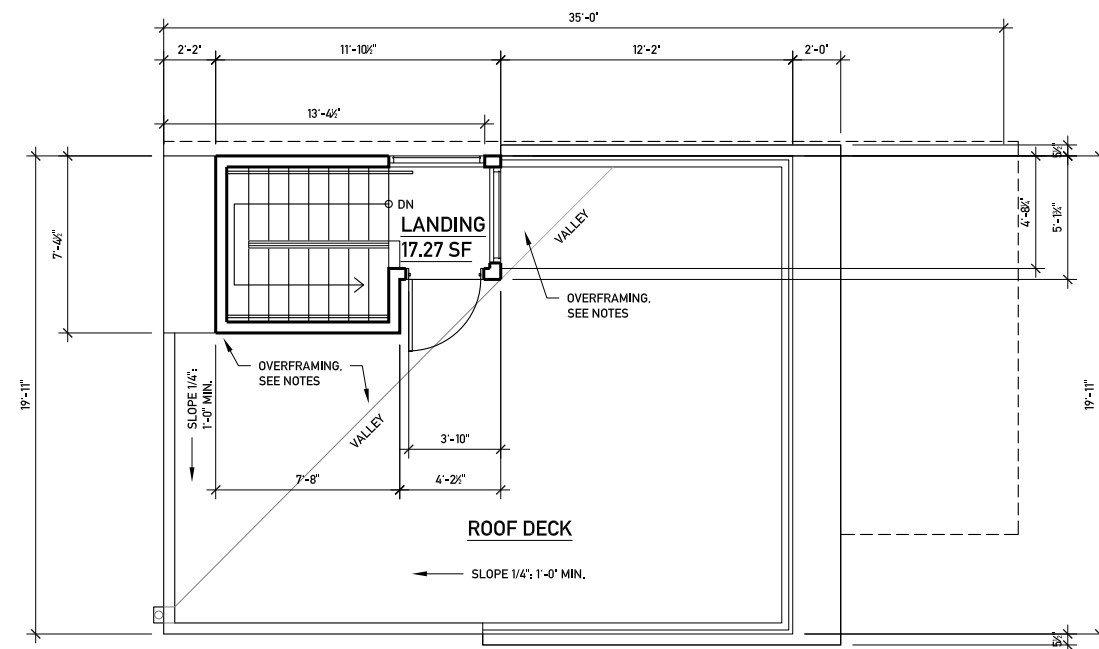 35'-0"
2'-2"
11'-10½"
12'-2"
2'-0"
13'-4½"
5½"
DN
LANDING
17.27 SF
VALLEY
4'-8¼"
5'-1¼"
7'-4½"
OVERFRAMING,
SEE NOTES
OVERFRAMING,
SEE NOTES
SLOPE 1/4":
1'-0" MIN.
VALLEY
19'-11"
19'-11"
3'-10"
7'-8"
4'-2½"
ROOF DECK
SLOPE 1/4": 1'-0" MIN.
5½"